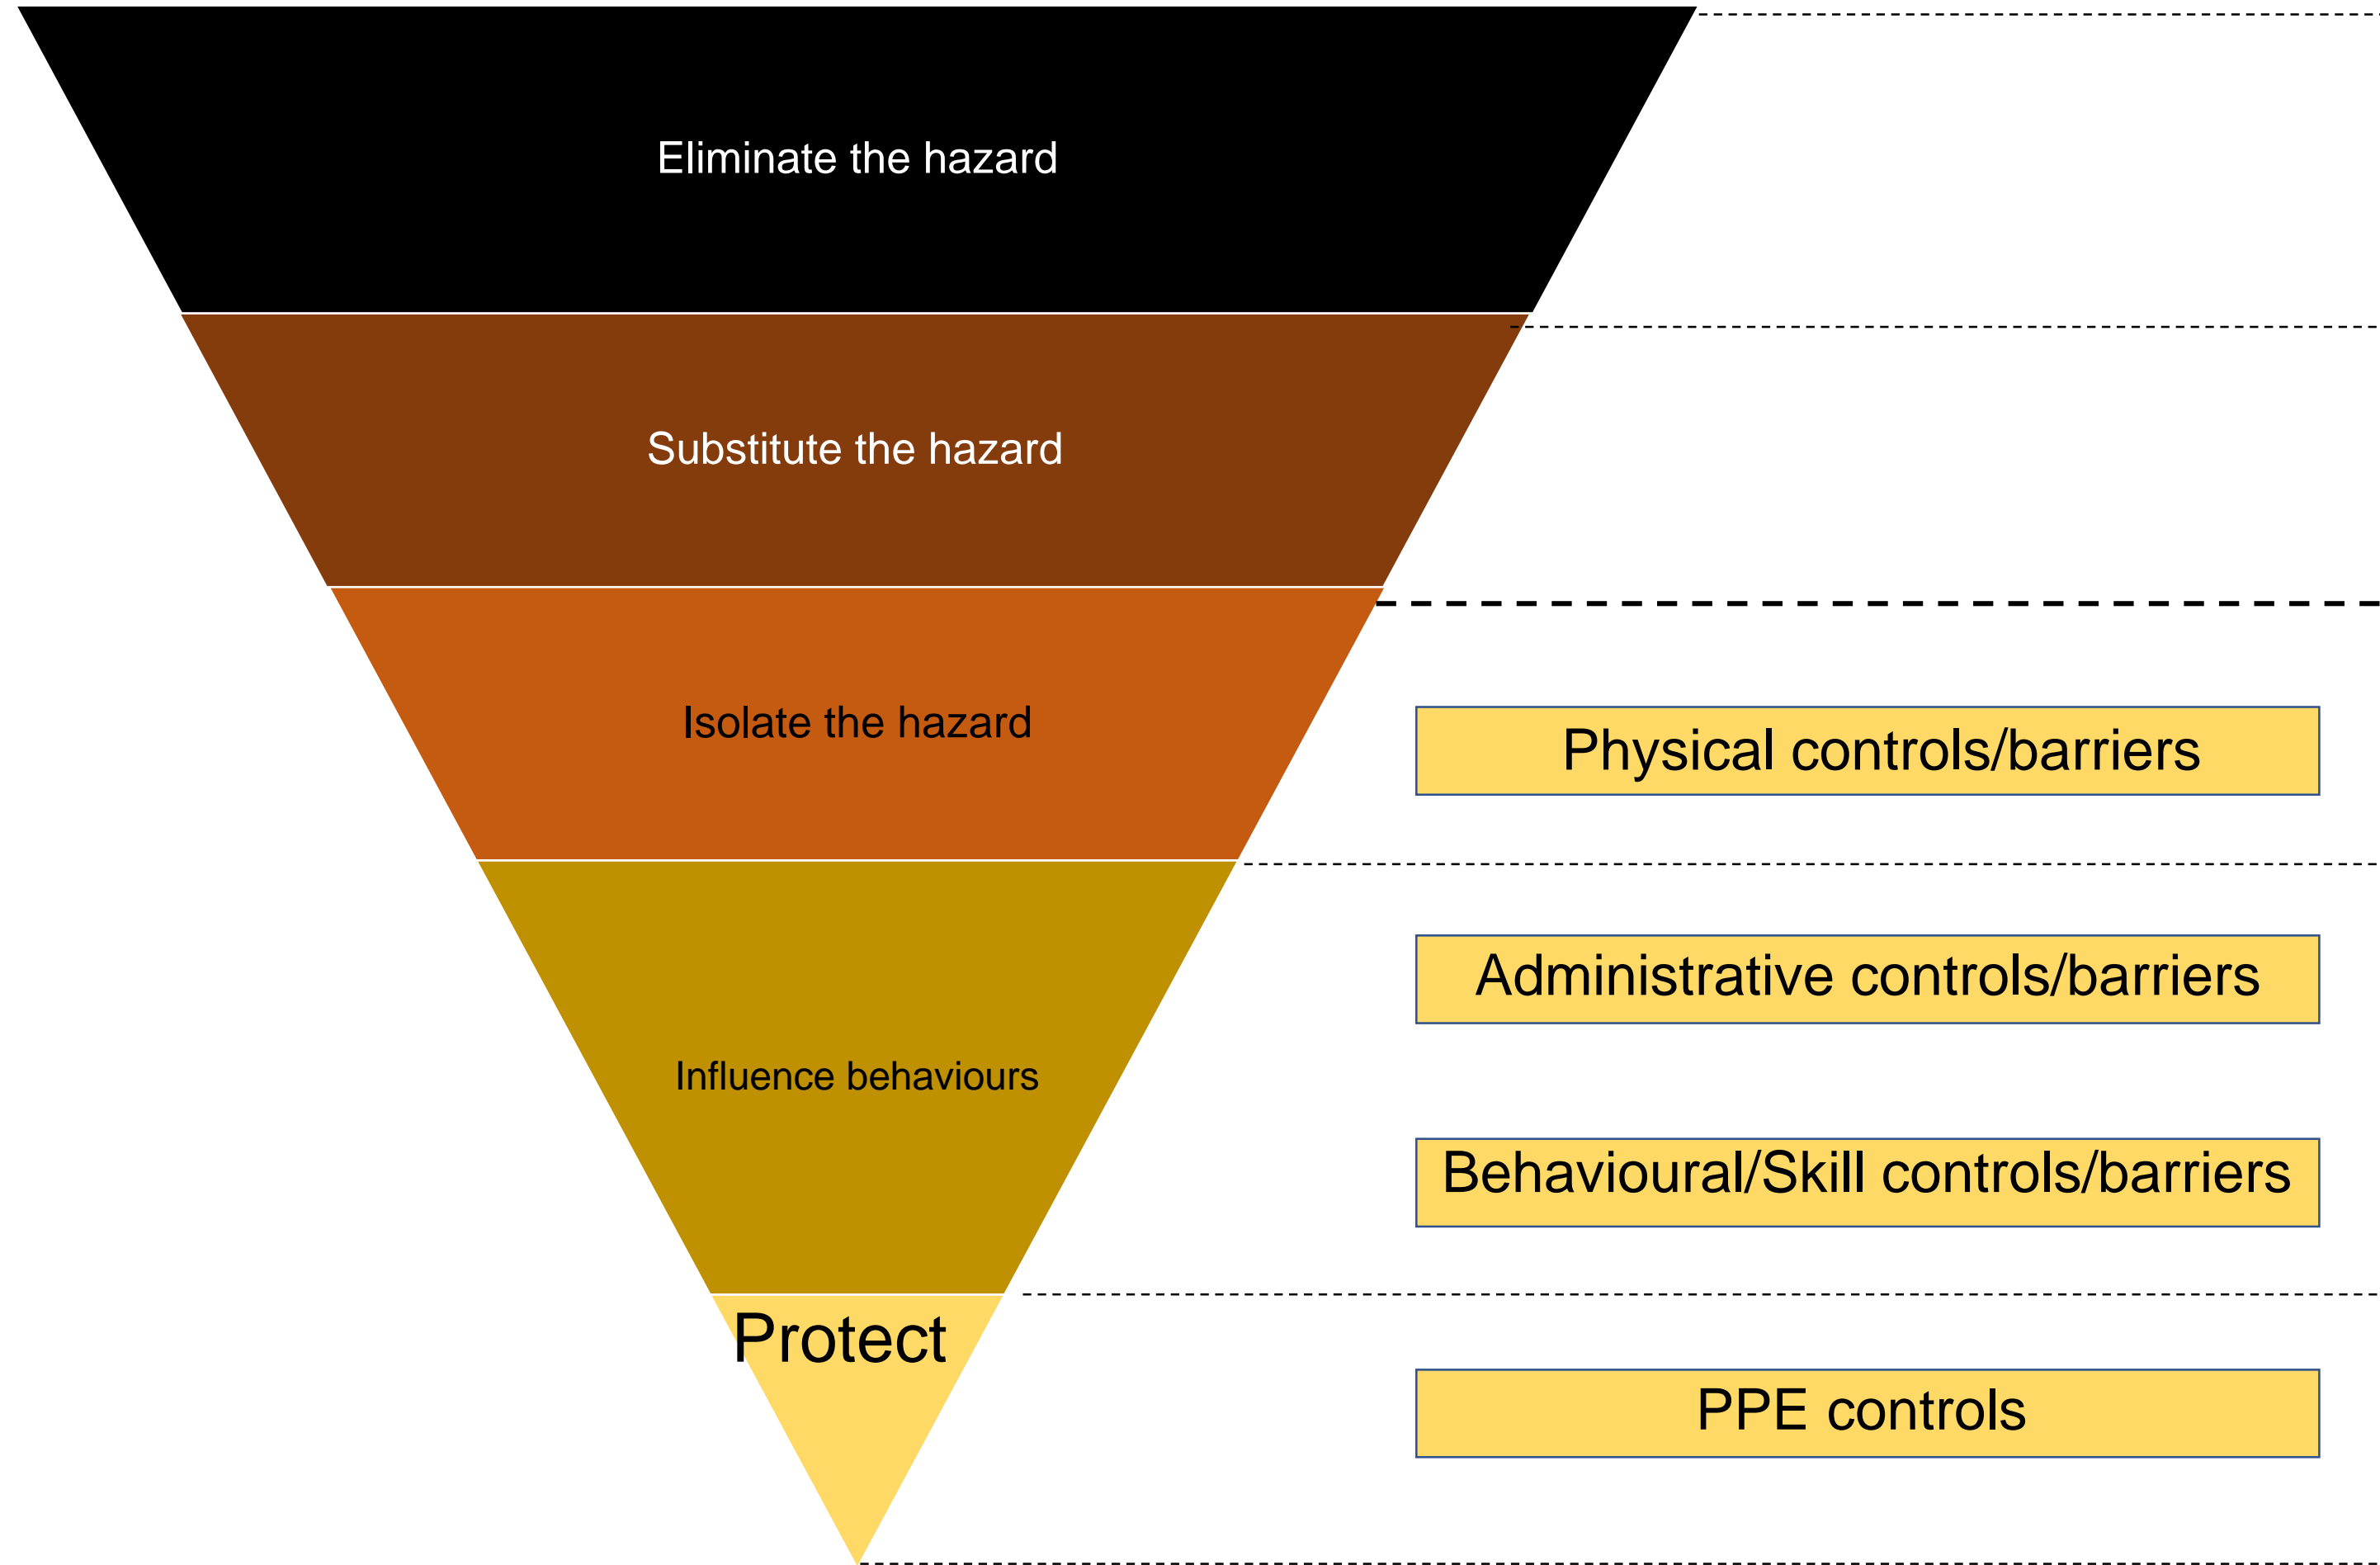 Eliminate the hazard
Substitute the hazard
Isolate the hazard
Physical controls/barriers
Administrative controls/barriers
Influence behaviours
Behavioural/Skill controls/barriers
Protect
PPE controls